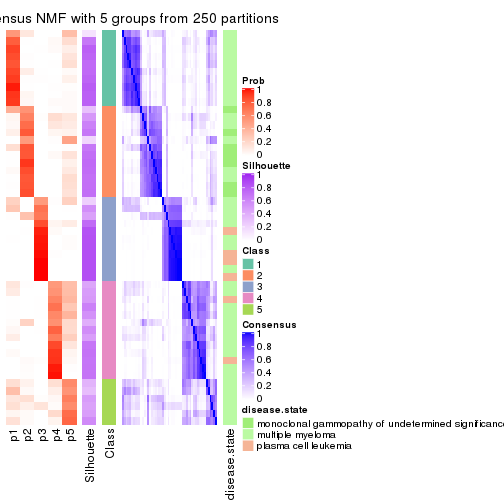 ensus NMF with 5 groups from 250 partitions
Prob
1
0.8
0.6
0.4
0.2
0
Silhouette
1
0.8
0.6
0.4
0.2
0
Class
1
2
3
4
5
Consensus
1
0.8
0.6
0.4
0.2
0
disease.state
monoclonal gammopathy of undetermined significance
multiple myeloma
plasma cell leukemia
p1
p2
p3
p4
p5
Silhouette
Class
disease.state